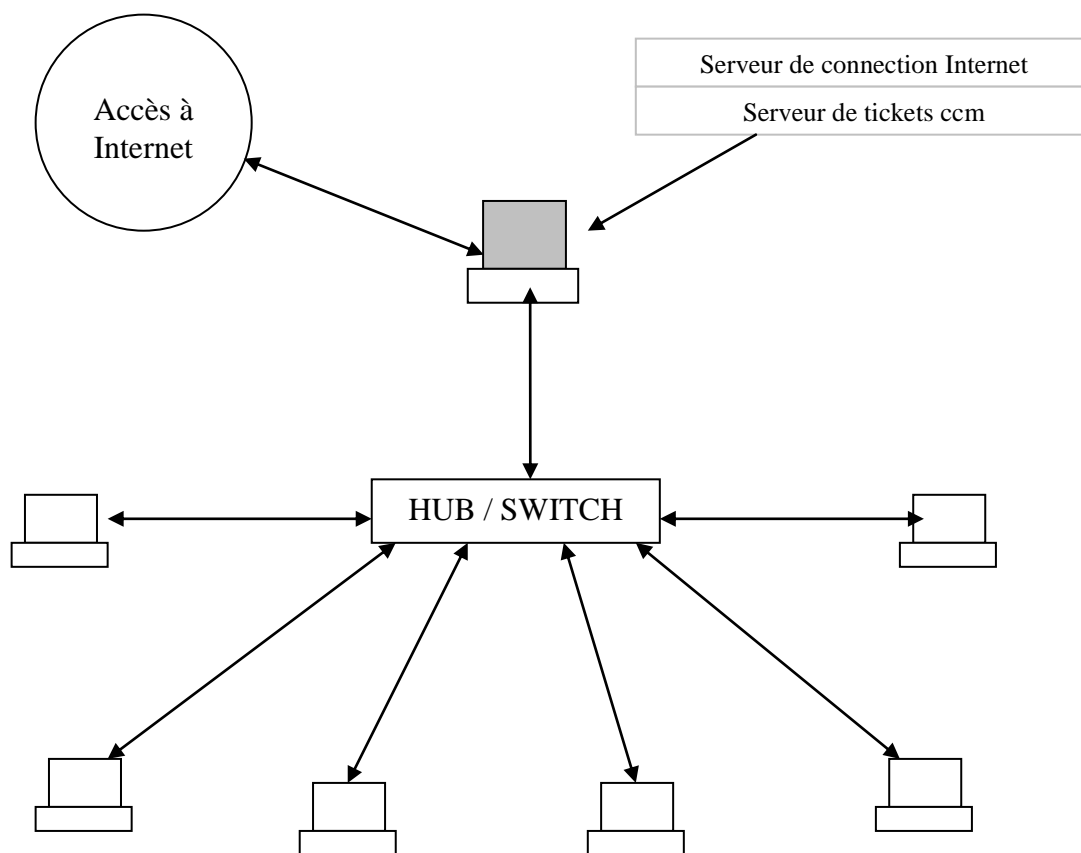 Accès à
Internet
Serveur de connection Internet
Serveur de tickets ccm
HUB / SWITCH